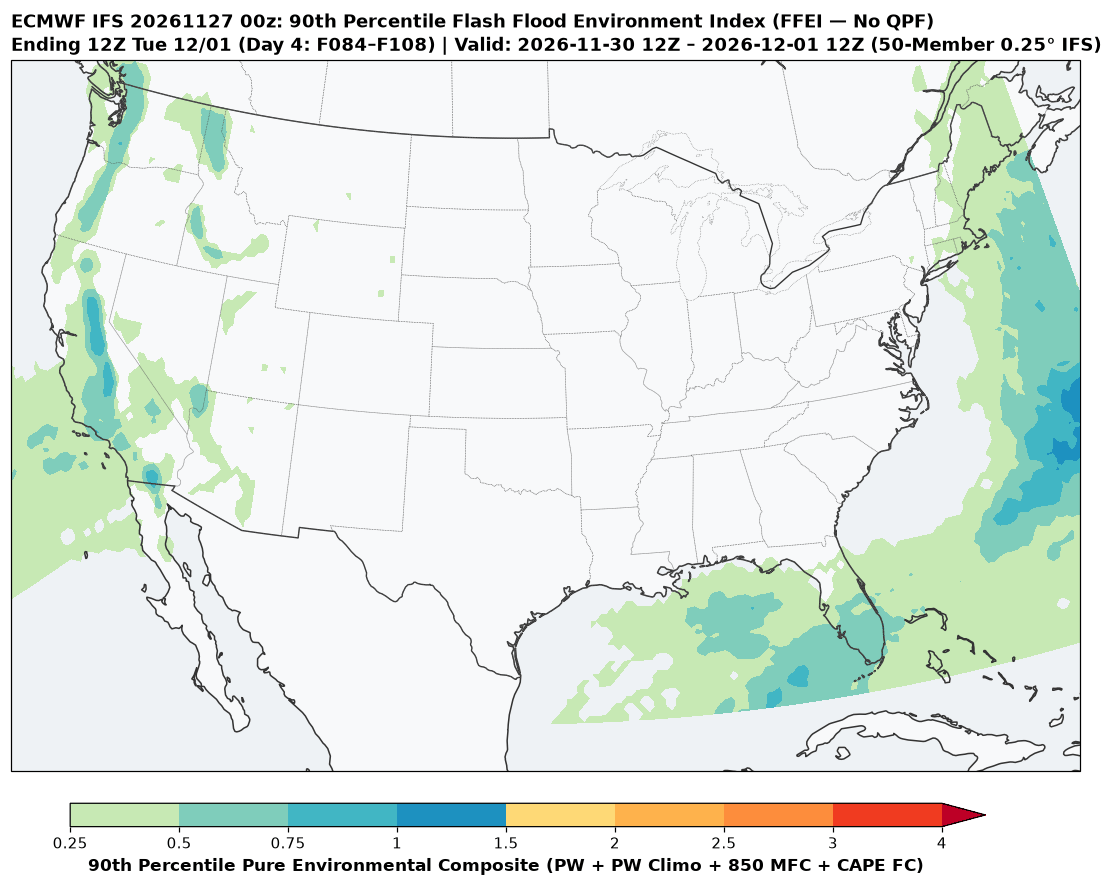 ECMWF IFS 20261127 00z: 90th Percentile Flash Flood Environment Index (FFEI — No QPF)
Ending 12Z Tue 12/01 (Day 4: F084–F108) | Valid: 2026-11-30 12Z – 2026-12-01 12Z (50-Member 0.25° IFS)
0.25 0.5 0.75 1 1.5 2 2.5 3 4
90th Percentile Pure Environmental Composite (PW + PW Climo + 850 MFC + CAPE FC)